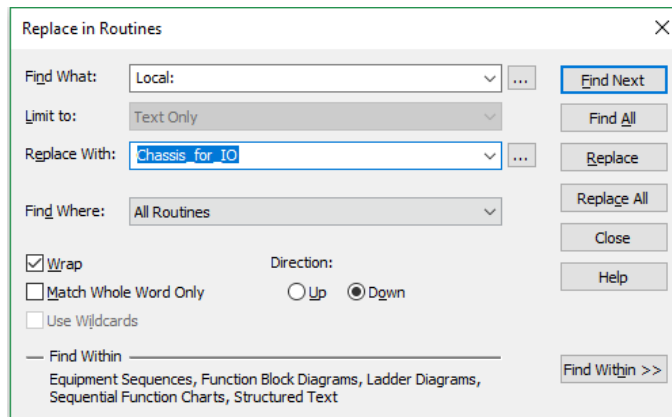 Replace in Routines
Find What: Local: ... Find Next
Limit to: Text Only Find All
Replace With: Chassis_for_IO ... Replace
Find Where: All Routines Replace All
Close
Wrap Direction:
Match Whole Word Only Up Down Help
Use Wildcards
Find Within
Equipment Sequences, Function Block Diagrams, Ladder Diagrams,
Sequential Function Charts, Structured Text
Find Within >>